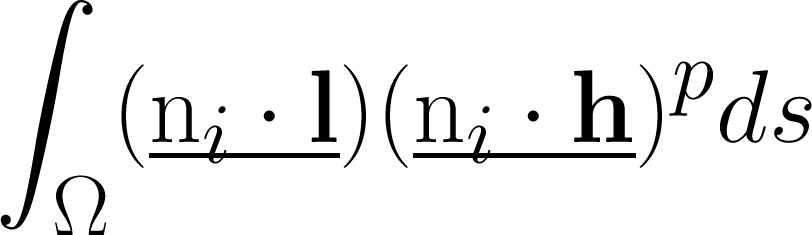 ∫_Ω (n_i · l)(n_i · h)^p ds